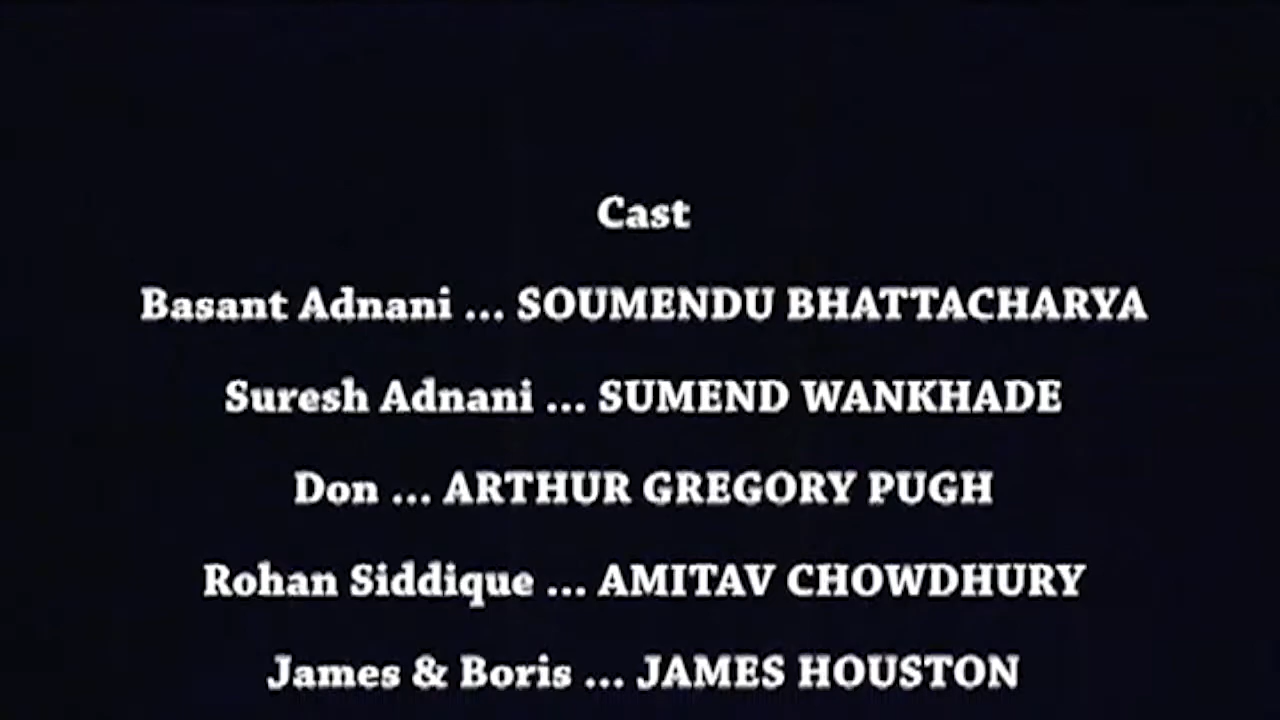 Cast
Basant Adnani ... SOUMENDU BHATTACHARYA
Suresh Adnani ... SUMEND WANKHADE
Don ... ARTHUR GREGORY PUGH
Rohan Siddique ... AMITAV CHOWDHURY
James & Boris ... JAMES HOUSTON